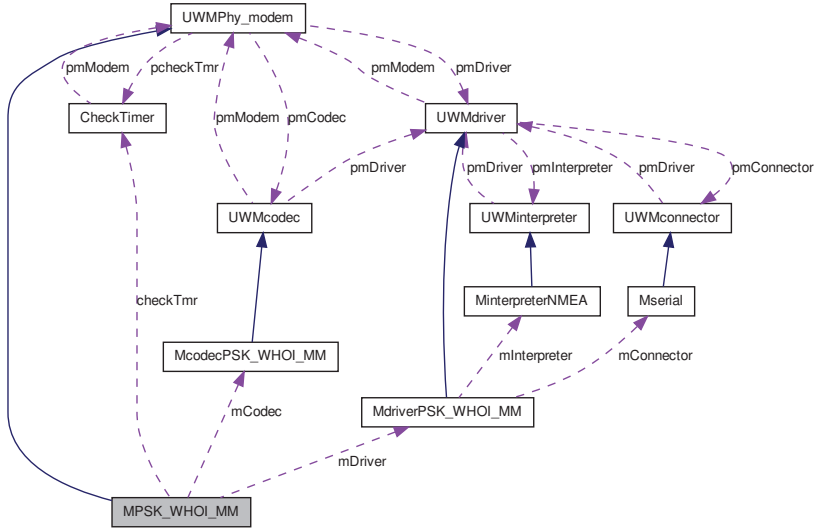 UWMPhy_modem
pmModem
pcheckTmr
pmModem
pmDriver
CheckTimer
pmModem
pmCodec
UWMdriver
pmDriver
pmDriver
pmInterpreter
pmDriver
pmConnector
UWMcodec
UWMinterpreter
UWMconnector
checkTmr
MinterpreterNMEA
Mserial
McodecPSK_WHOI_MM
mInterpreter
mConnector
mCodec
MdriverPSK_WHOI_MM
mDriver
MPSK_WHOI_MM